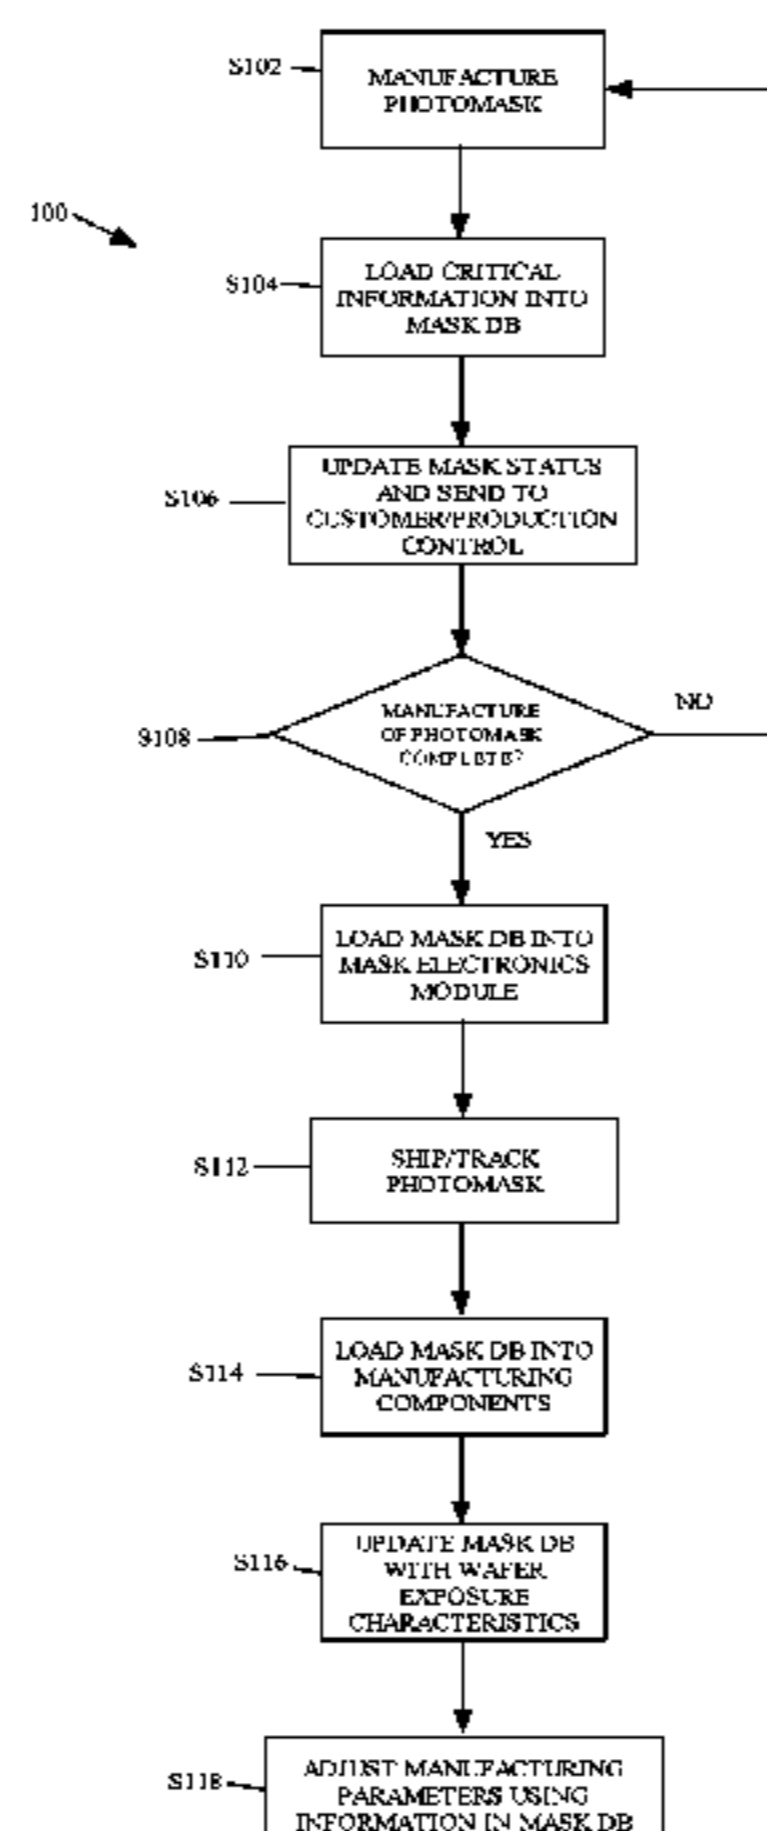 S102
MANUFACTURE
PHOTOMASK
100
S104
LOAD CRITICAL
INFORMATION INTO
MASK DB
S106
UPDATE MASK STATUS
AND SEND TO
CUSTOMER/PRODUCTION
CONTROL
S108
MANUFACTURE
OF PHOTOMASK
COMPLETE?
NO
YES
S110
LOAD MASK DB INTO
MASK ELECTRONICS
MODULE
S112
SHIP/TRACK
PHOTOMASK
S114
LOAD MASK DB INTO
MANUFACTURING
COMPONENTS
S116
UPDATE MASK DB
WITH WAFER
EXPOSURE
CHARACTERISTICS
S118
ADJUST MANUFACTURING
PARAMETERS USING
INFORMATION IN MASK DB